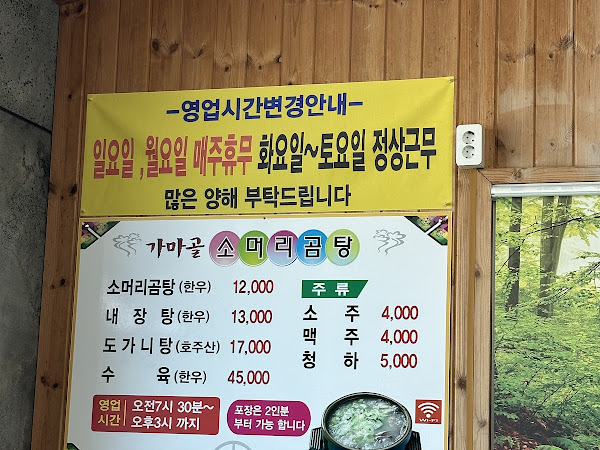 -영업시간변경안내-
일요일,월요일 매주휴무 화요일~토요일 정상근무
많은 양해 부탁드립니다
가마골 소머리곰탕
소머리곰탕 (한우) 12,000
내장탕 (한우) 13,000
도가니탕 (호주산) 17,000
수육 (한우) 45,000
주류
소주 4,000
맥주 4,000
청하 5,000
영업시간 오전7시 30분~
오후3시 까지
포장은 2인분
부터 가능 합니다
WI-FI